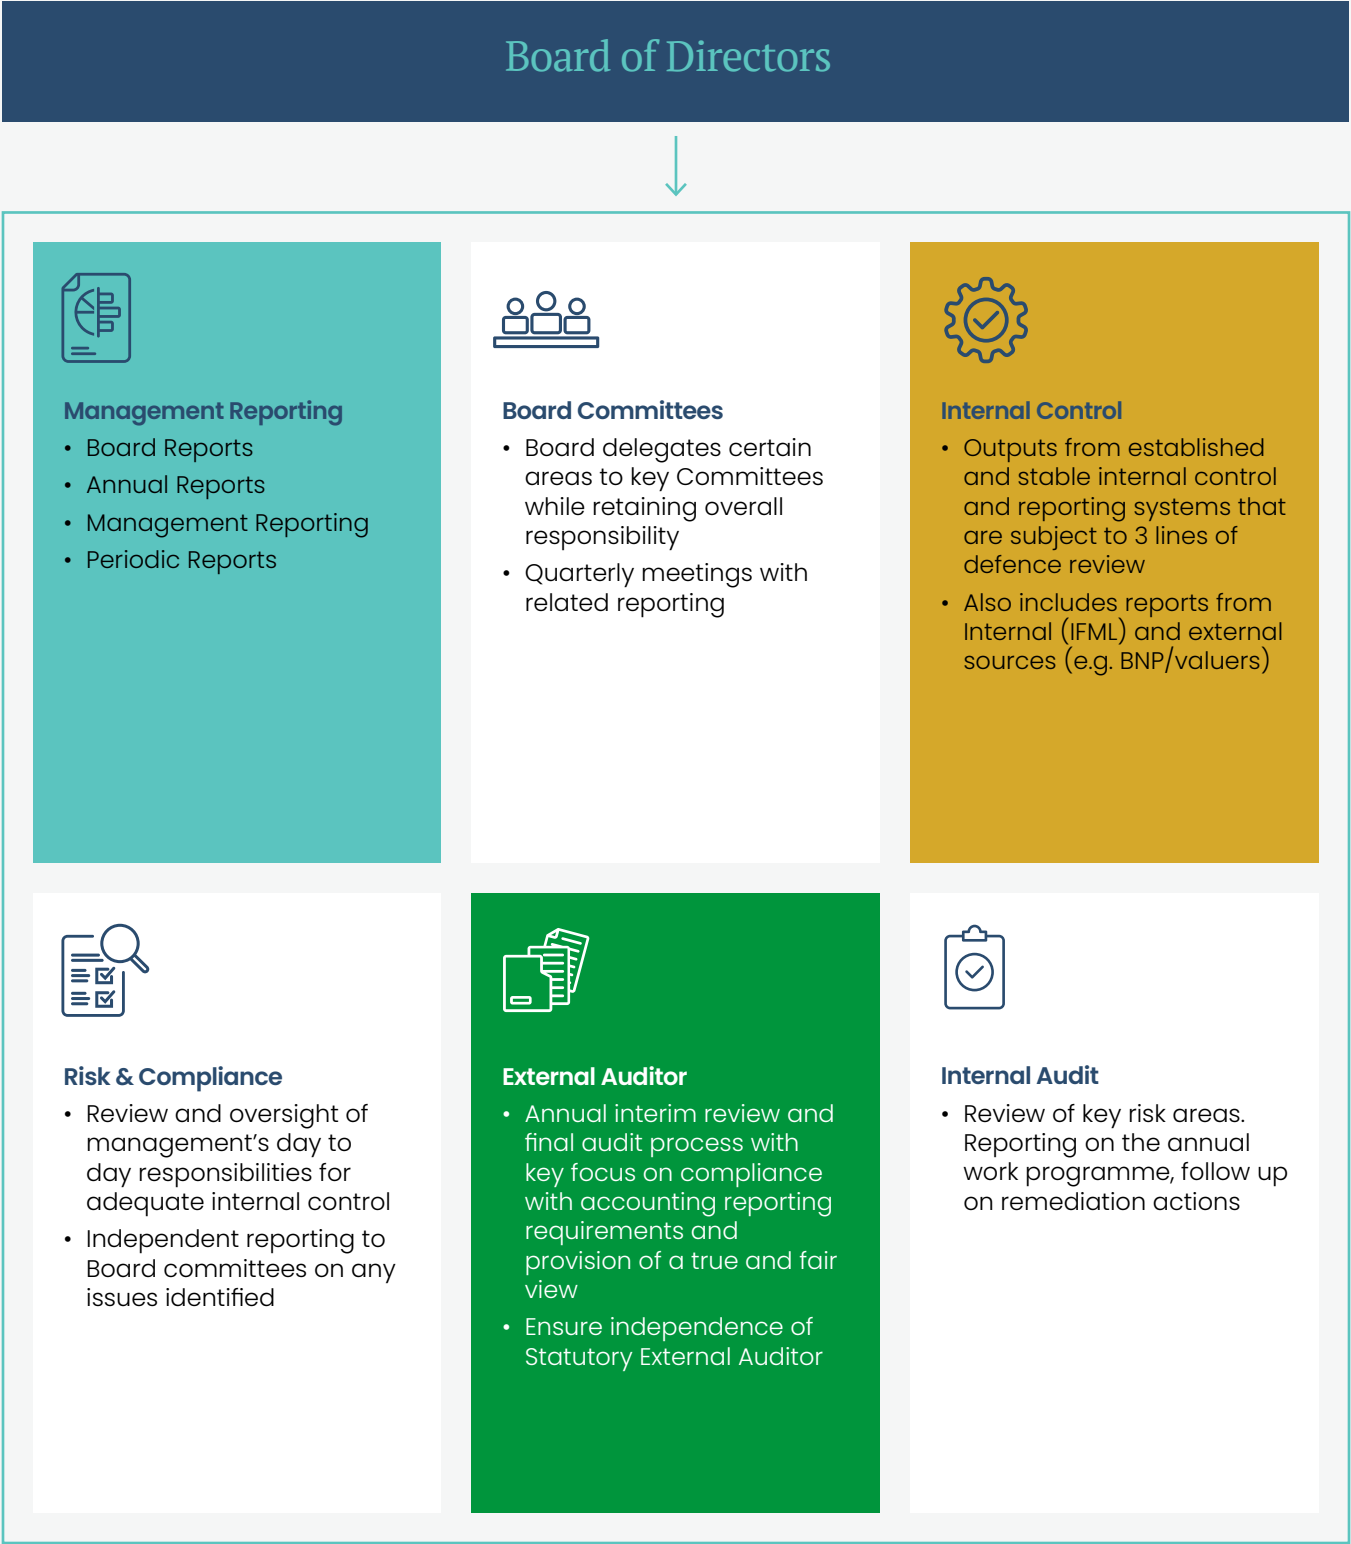 Board of Directors
Management Reporting
• Board Reports
• Annual Reports
• Management Reporting
• Periodic Reports
Board Committees
• Board delegates certain
areas to key Committees
while retaining overall
responsibility
• Quarterly meetings with
related reporting
Internal Control
• Outputs from established
and stable internal control
and reporting systems that
are subject to 3 lines of
defence review
• Also includes reports from
Internal (IFML) and external
sources (e.g. BNP/valuers)
Risk & Compliance
• Review and oversight of
management’s day to
day responsibilities for
adequate internal control
• Independent reporting to
Board committees on any
issues identified
External Auditor
• Annual interim review and
final audit process with
key focus on compliance
with accounting reporting
requirements and
provision of a true and fair
view
• Ensure independence of
Statutory External Auditor
Internal Audit
• Review of key risk areas.
Reporting on the annual
work programme, follow up
on remediation actions